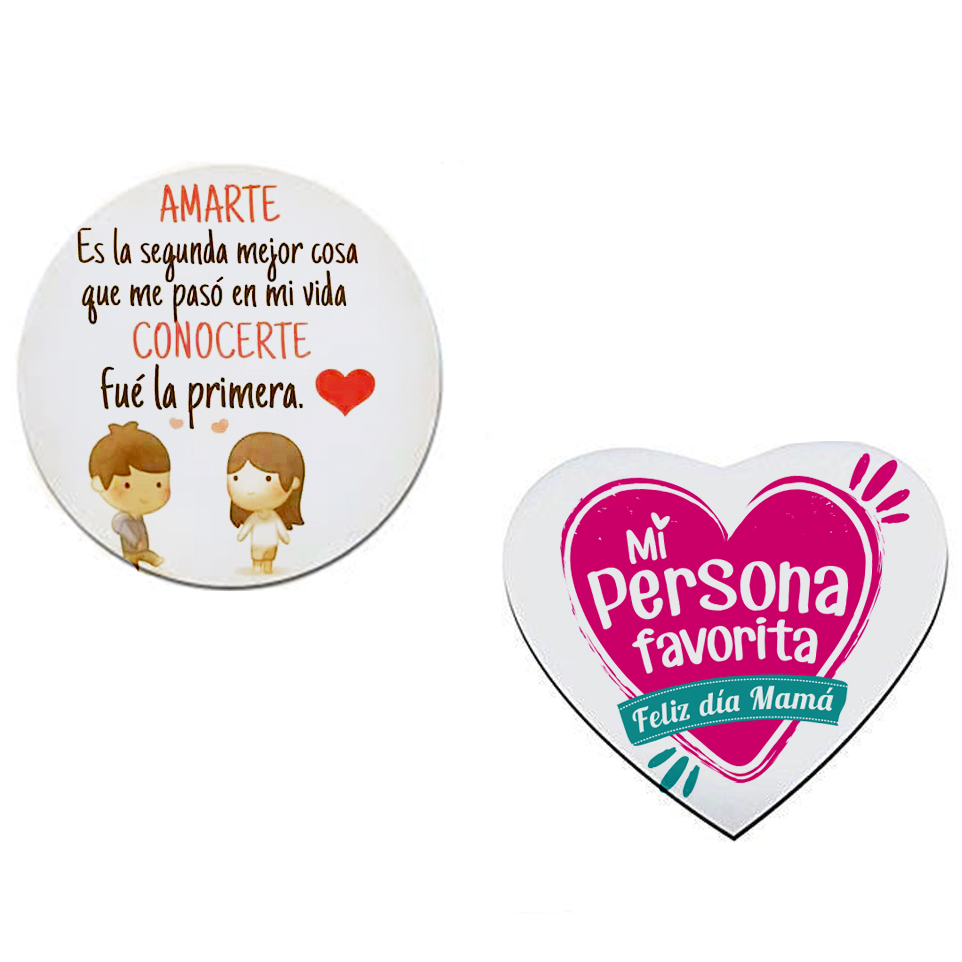 AMARTE
Es la segunda mejor cosa
que me pasó en mi vida
CONOCERTE
Fué la primera.
Mi
persona
favorita
Feliz día Mamá